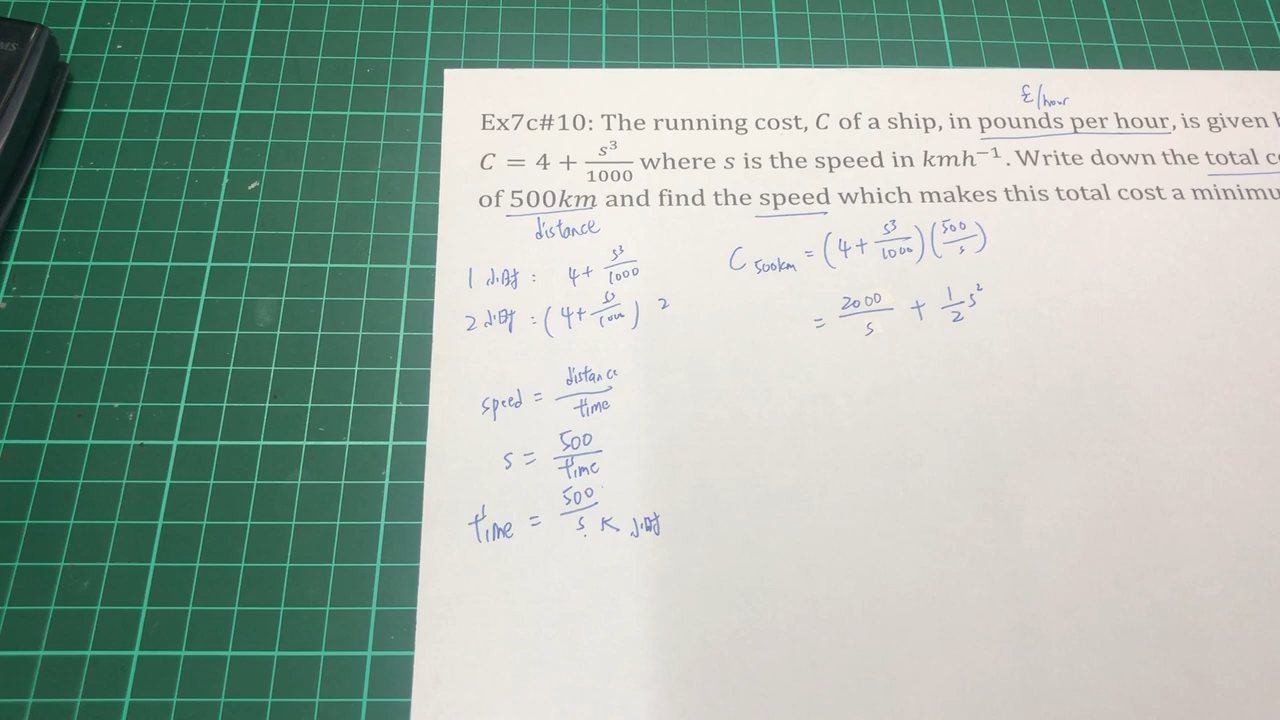 MS
£/hour
Ex7c#10: The running cost, C of a ship, in pounds per hour, is given
C = 4 + s³/1000 where s is the speed in kmh⁻¹. Write down the total
of 500km and find the speed which makes this total cost a
distance
1 小时: 4 + s³/1000
2 小时: (4 + s³/1000) 2
speed = distance/time
s = 500/time
time = 500/s 小时
C 500km = (4 + s³/1000)(500/s)
= 2000/s + 1/2 s²